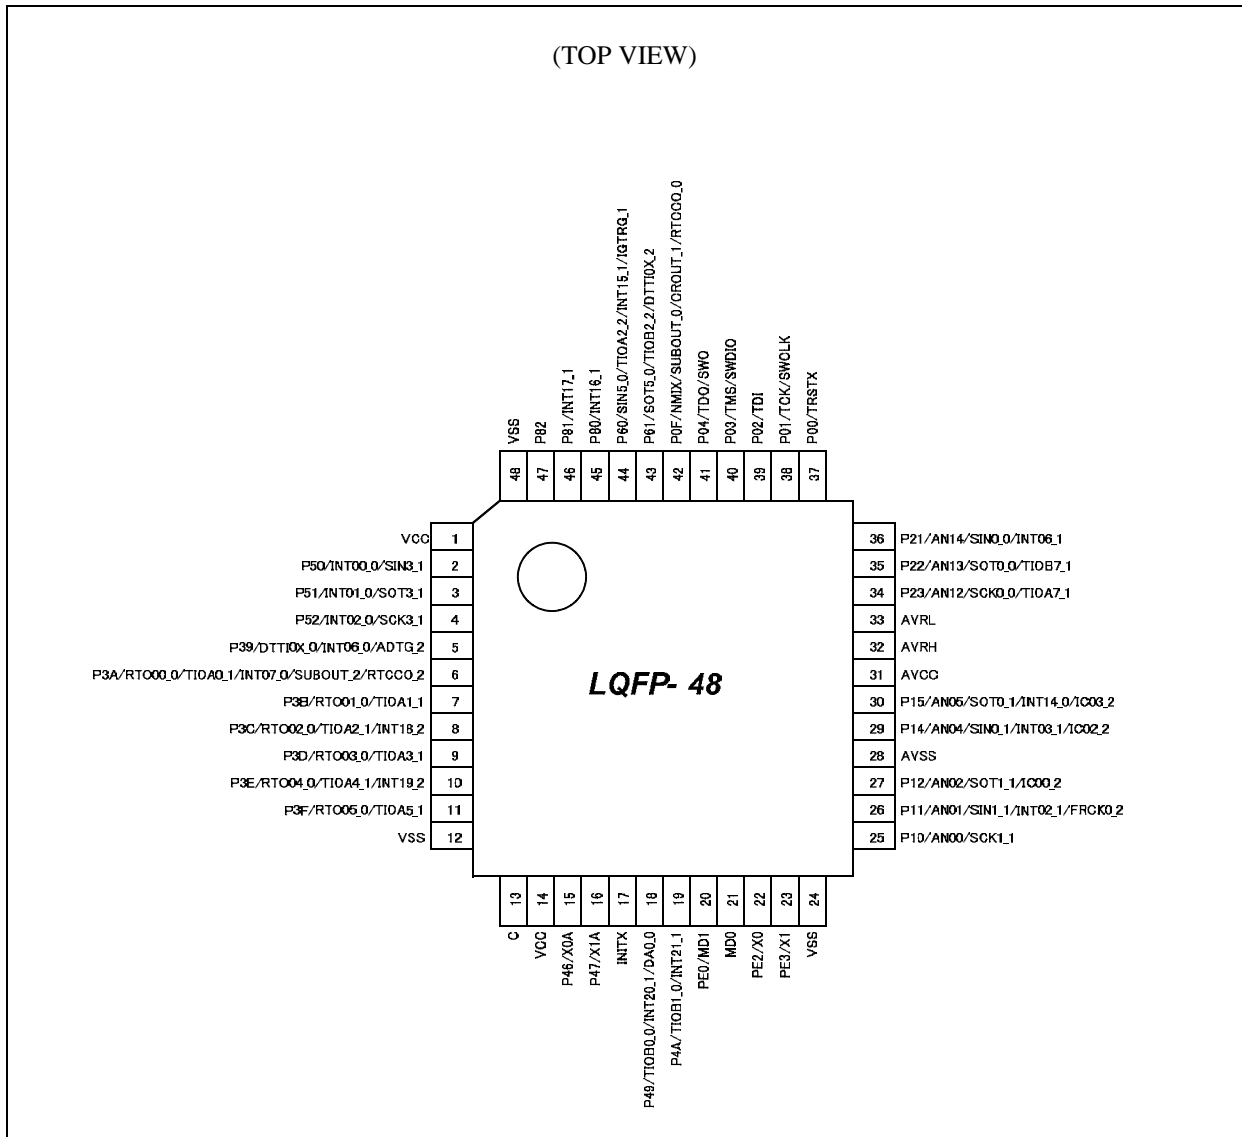 (TOP VIEW)
VSS
P82
P81/INT17_1
P80/INT16_1
P60/SIN5_0/TIOA2_2/INT15_1/IGTRG_1
P61/SOT5_0/TIOB2_2/DTTI0X_2
P0F/NMIX/SUBOUT_0/CROUT_1/RTCCO_0
P04/TDO/SWO
P03/TMS/SWDIO
P02/TDI
P01/TCK/SWCLK
P00/TRSTX
48
47
46
45
44
43
42
41
40
39
38
37
VCC 1
P50/INT00_0/SIN3_1 2
P51/INT01_0/SOT3_1 3
P52/INT02_0/SCK3_1 4
P39/DTTI0X_0/INT06_0/ADTG_2 5
P3A/RTO00_0/TIOA0_1/INT07_0/SUBOUT_2/RTCCO_2 6
P3B/RTO01_0/TIOA1_1 7
P3C/RTO02_0/TIOA2_1/INT18_2 8
P3D/RTO03_0/TIOA3_1 9
P3E/RTO04_0/TIOA4_1/INT19_2 10
P3F/RTO05_0/TIOA5_1 11
VSS 12
LQFP- 48
36 P21/AN14/SIN0_0/INT06_1
35 P22/AN13/SOT0_0/TIOB7_1
34 P23/AN12/SCK0_0/TIOA7_1
33 AVRL
32 AVRH
31 AVCC
30 P15/AN05/SOT0_1/INT14_0/IC03_2
29 P14/AN04/SIN0_1/INT03_1/IC02_2
28 AVSS
27 P12/AN02/SOT1_1/IC00_2
26 P11/AN01/SIN1_1/INT02_1/FRCK0_2
25 P10/AN00/SCK1_1
13
14
15
16
17
18
19
20
21
22
23
24
C
VCC
P46/X0A
P47/X1A
INITX
P49/TIOB0_0/INT20_1/DA0_0
P4A/TIOB1_0/INT21_1
PE0/MD1
MD0
PE2/X0
PE3/X1
VSS